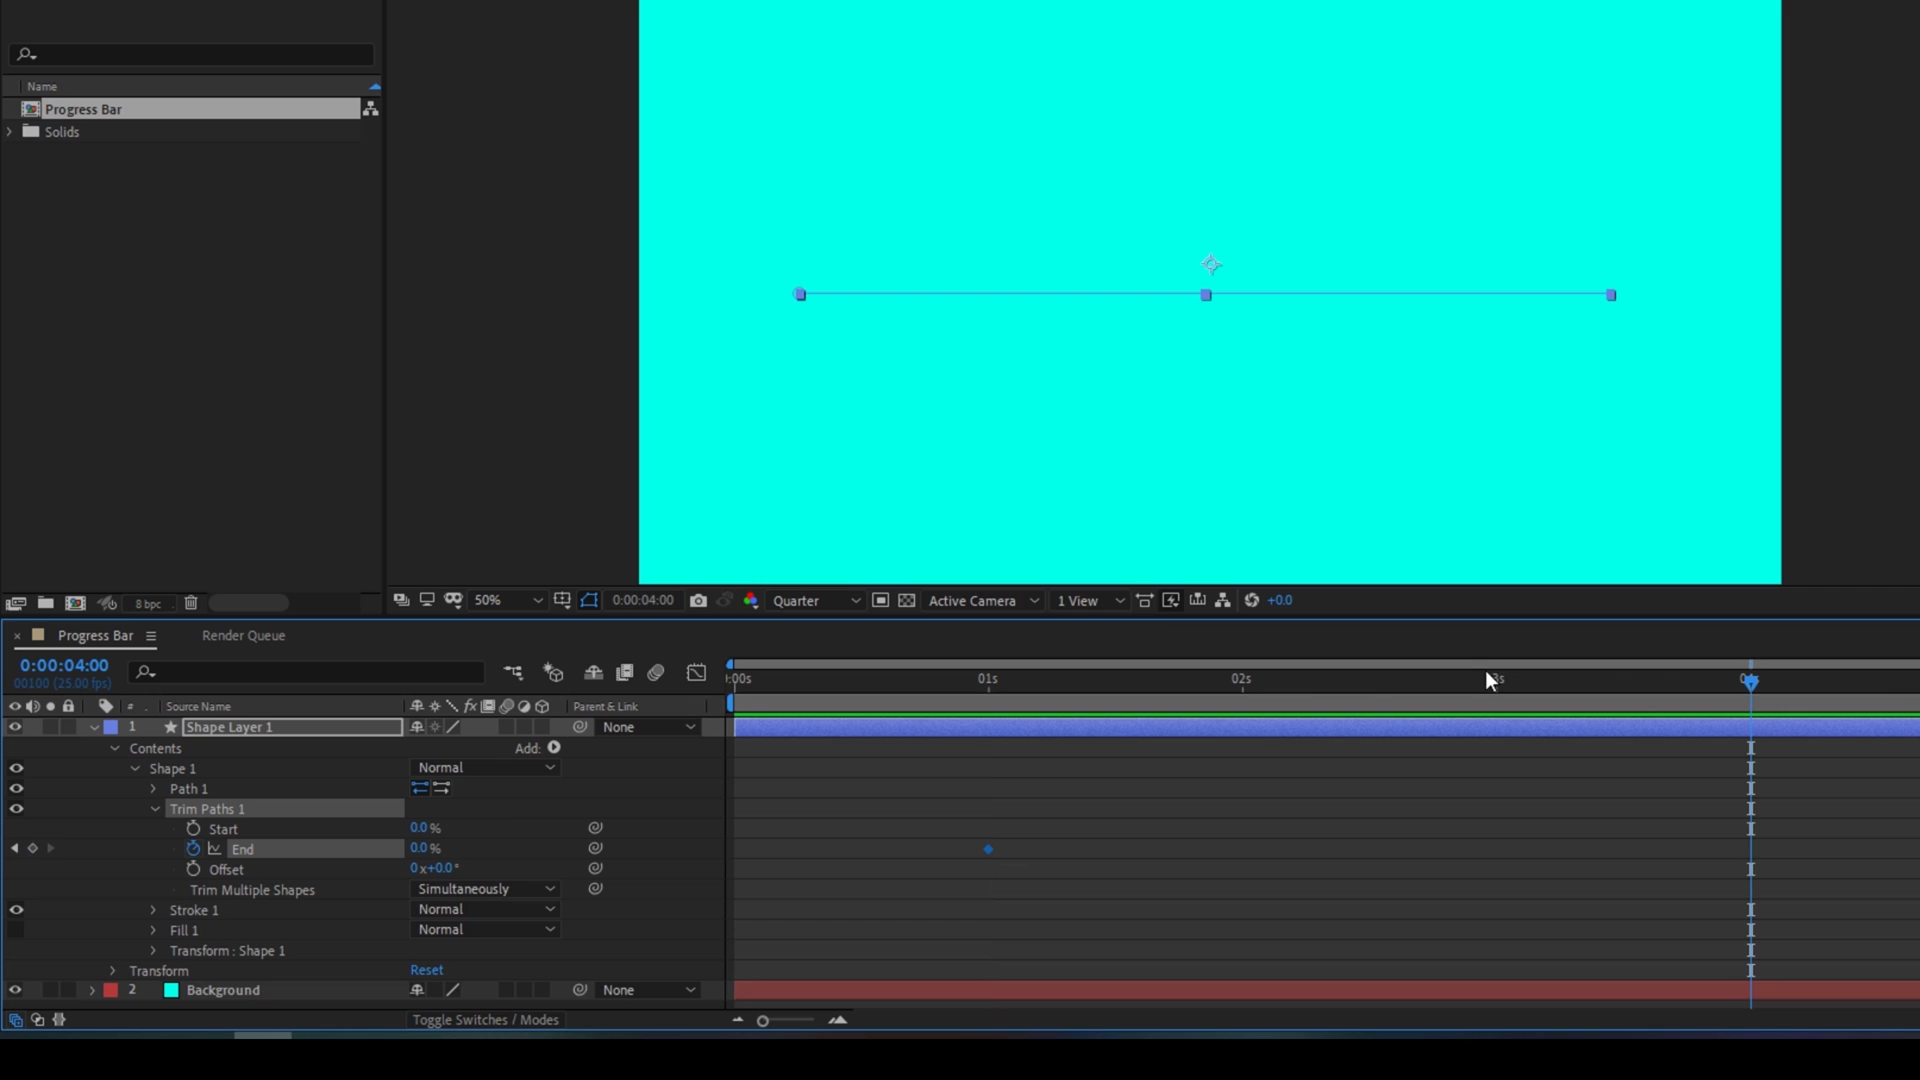 Name
Progress Bar
Solids
8 bpc
50%
0:00:04:00
Quarter
Active Camera
1 View
+0.0
× Progress Bar
Render Queue
0:00:04:00
00100 (25.00 fps)
:00s
01s
02s
# . Source Name
fx
Parent & Link
1 Shape Layer 1
None
Contents
Add:
Shape 1
Normal
Path 1
Trim Paths 1
Start
0.0 %
End
0.0 %
Offset
0 x+0.0 °
Trim Multiple Shapes
Simultaneously
Stroke 1
Normal
Fill 1
Normal
Transform : Shape 1
Transform
Reset
2 Background
None
Toggle Switches / Modes